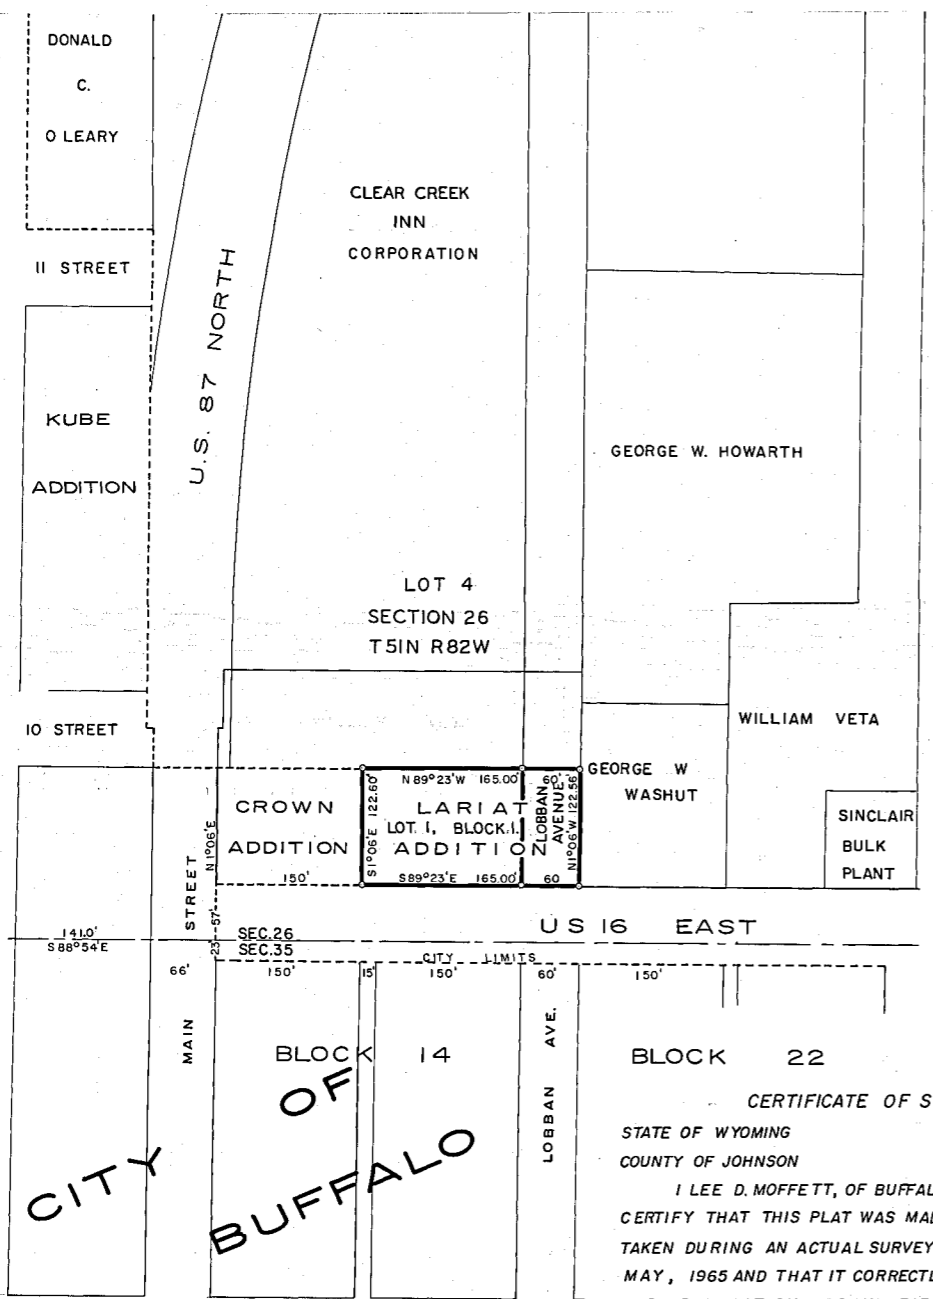 DONALD
C.
O LEARY
11 STREET
KUBE
ADDITION
10 STREET
U.S. 87 NORTH
CLEAR CREEK
INN
CORPORATION
LOT 4
SECTION 26
T51N R82W
GEORGE W. HOWARTH
WILLIAM VETA
GEORGE W
WASHUT
SINCLAIR
BULK
PLANT
CROWN
ADDITION
150'
N 1°06'E
S 1°06'E 122.60'
N 89°23'W 165.00'
60'
LARIAT
LOT. 1, BLOCK.1.
ADDITION
S89°23'E 165.00'
60
LOBBAN
AVENUE
N1°06'W 122.56'
US 16 EAST
MAIN STREET
57'
23'
141.0'
S 88°54'E
SEC.26
SEC.35
CITY LIMITS
66'
150'
15'
150'
60'
150'
BLOCK 14
LOBBAN AVE.
BLOCK 22
CITY OF BUFFALO
CERTIFICATE OF S
STATE OF WYOMING
COUNTY OF JOHNSON
I LEE D. MOFFETT, OF BUFFAL
CERTIFY THAT THIS PLAT WAS MA
TAKEN DURING AN ACTUAL SURVEY
MAY, 1965 AND THAT IT CORRECTL